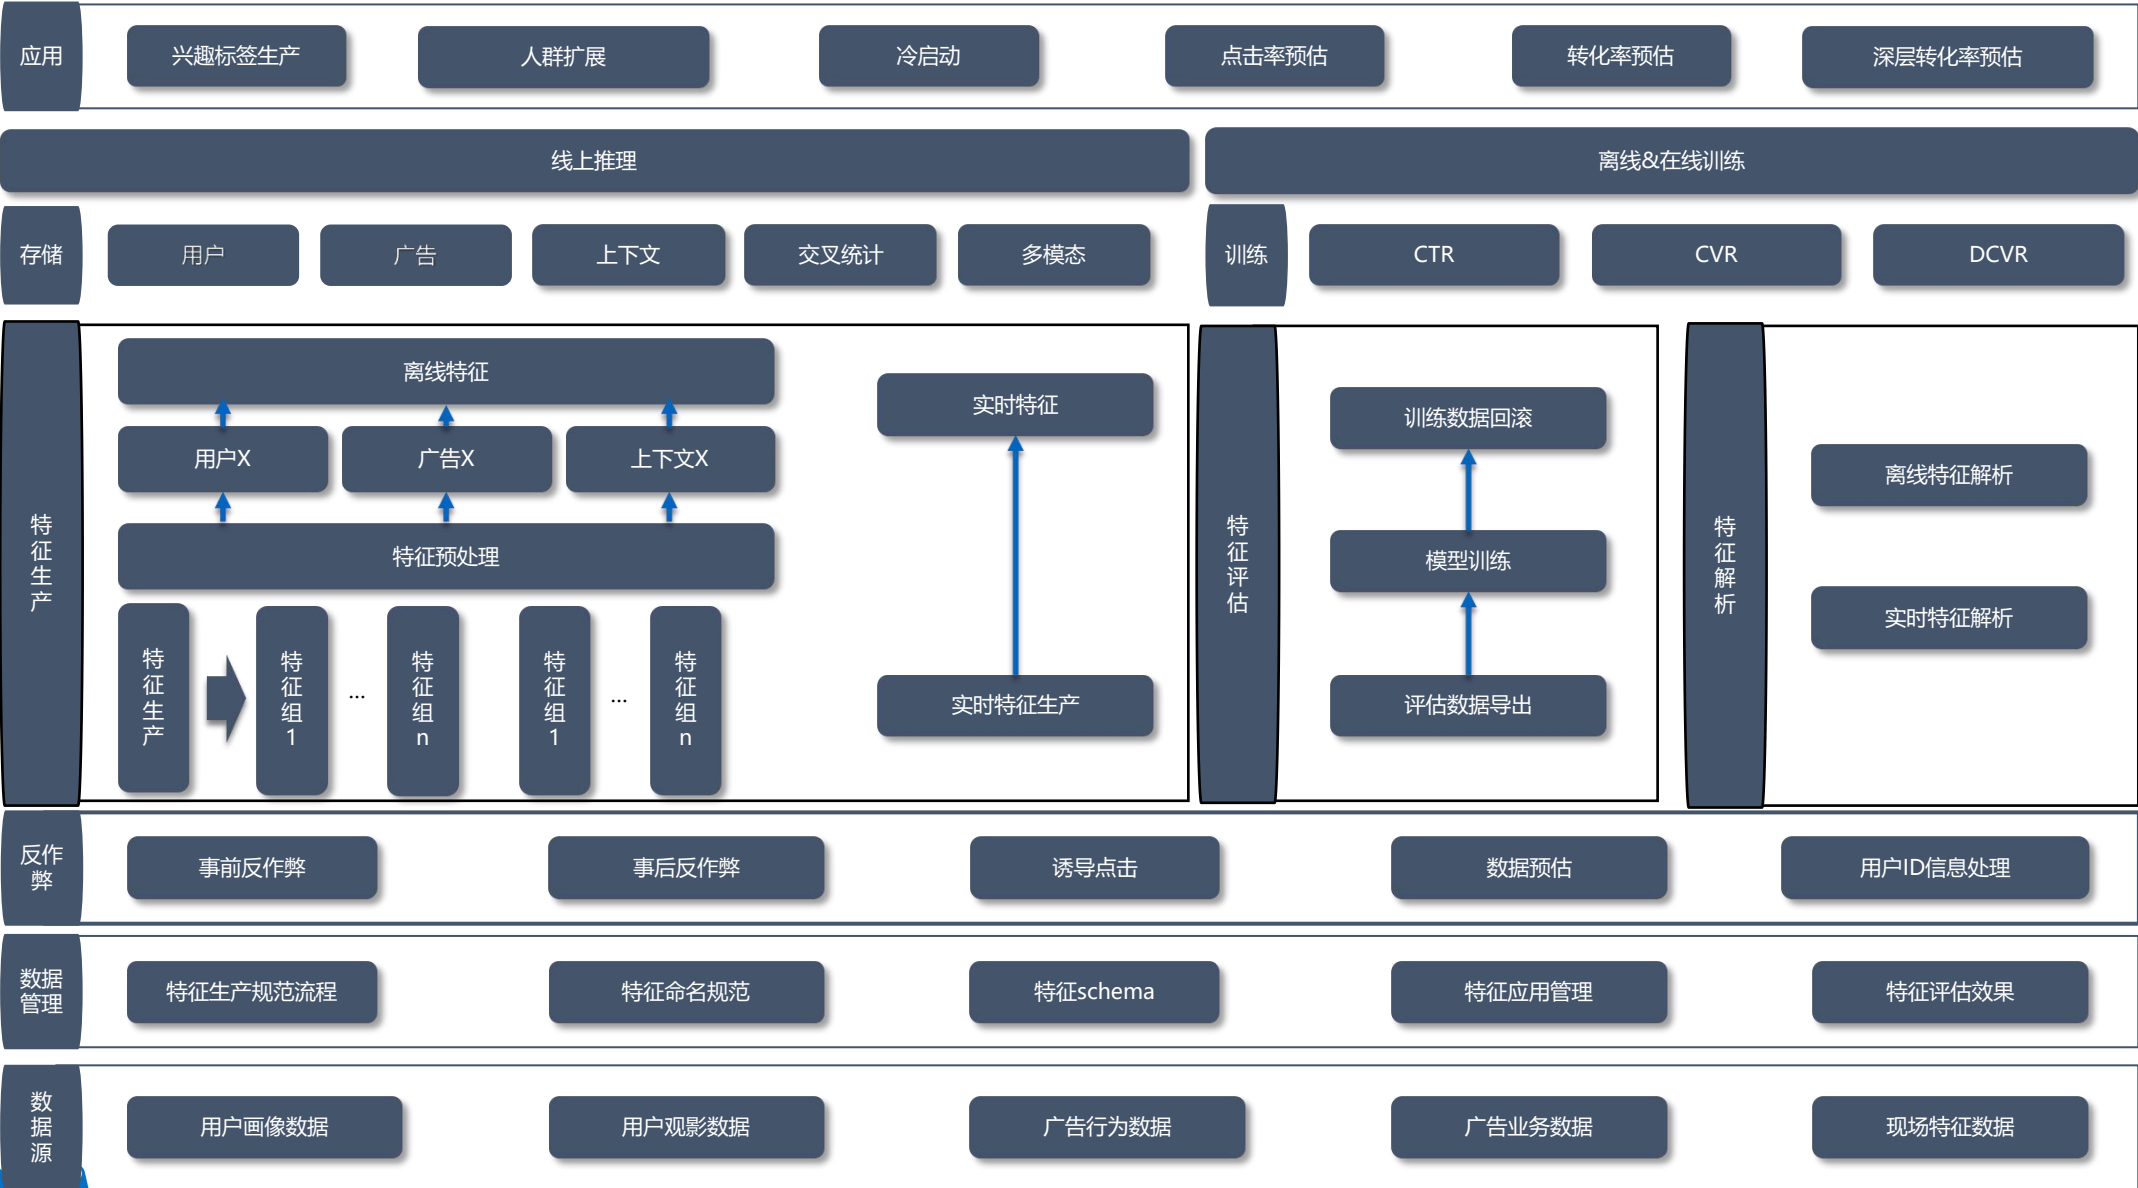 应用
兴趣标签生产
人群扩展
冷启动
点击率预估
转化率预估
深层转化率预估
线上推理
离线&在线训练
存储
用户
广告
上下文
交叉统计
多模态
训练
CTR
CVR
DCVR
特征生产
离线特征
用户X
广告X
上下文X
特征预处理
特征生产
特征组1
...
特征组n
特征组1
...
特征组n
实时特征
实时特征生产
特征评估
训练数据回滚
模型训练
评估数据导出
特征解析
离线特征解析
实时特征解析
反作
弊
事前反作弊
事后反作弊
诱导点击
数据预估
用户ID信息处理
数据
管理
特征生产规范流程
特征命名规范
特征schema
特征应用管理
特征评估效果
数据源
用户画像数据
用户观影数据
广告行为数据
广告业务数据
现场特征数据